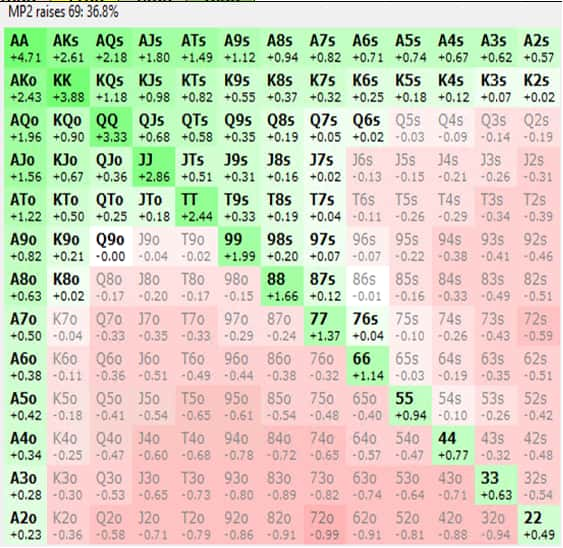 MP2 raises 69: 36.8%
AA AKs AQs AJs ATs A9s A8s A7s A6s A5s A4s A3s A2s
+4.71 +2.61 +2.18 +1.80 +1.49 +1.12 +0.94 +0.82 +0.71 +0.74 +0.67 +0.62 +0.57
AKo KK KQs KJs KTs K9s K8s K7s K6s K5s K4s K3s K2s
+2.43 +3.88 +1.18 +0.98 +0.82 +0.55 +0.37 +0.32 +0.25 +0.18 +0.12 +0.07 +0.02
AQo KQo QQ QJs QTs Q9s Q8s Q7s Q6s Q5s Q4s Q3s Q2s
+1.96 +0.90 +3.33 +0.68 +0.58 +0.35 +0.19 +0.05 +0.02 -0.03 -0.09 -0.14 -0.19
AJo KJo QJo JJ JTs J9s J8s J7s J6s J5s J4s J3s J2s
+1.56 +0.67 +0.36 +2.86 +0.51 +0.31 +0.16 +0.02 -0.13 -0.15 -0.21 -0.26 -0.31
ATo KTo QTo JTo TT T9s T8s T7s T6s T5s T4s T3s T2s
+1.22 +0.50 +0.25 +0.18 +2.44 +0.33 +0.19 +0.04 -0.11 -0.26 -0.29 -0.34 -0.39
A9o K9o Q9o J9o T9o 99 98s 97s 96s 95s 94s 93s 92s
+0.82 +0.21 -0.00 -0.04 -0.02 +1.99 +0.20 +0.07 -0.07 -0.22 -0.38 -0.41 -0.46
A8o K8o Q8o J8o T8o 98o 88 87s 86s 85s 84s 83s 82s
+0.63 +0.02 -0.17 -0.20 -0.17 -0.15 +1.66 +0.12 -0.01 -0.16 -0.33 -0.49 -0.51
A7o K7o Q7o J7o T7o 97o 87o 77 76s 75s 74s 73s 72s
+0.50 -0.04 -0.33 -0.35 -0.33 -0.29 -0.24 +1.37 +0.04 -0.10 -0.26 -0.43 -0.59
A6o K6o Q6o J6o T6o 96o 86o 76o 66 65s 64s 63s 62s
+0.38 -0.11 -0.36 -0.51 -0.49 -0.44 -0.38 -0.32 +1.14 -0.03 -0.19 -0.35 -0.51
A5o K5o Q5o J5o T5o 95o 85o 75o 65o 55 54s 53s 52s
+0.42 -0.18 -0.41 -0.54 -0.65 -0.61 -0.54 -0.48 -0.40 +0.94 -0.10 -0.26 -0.42
A4o K4o Q4o J4o T4o 94o 84o 74o 64o 54o 44 43s 42s
+0.34 -0.25 -0.47 -0.60 -0.68 -0.78 -0.72 -0.65 -0.57 -0.47 +0.77 -0.32 -0.48
A3o K3o Q3o J3o T3o 93o 83o 73o 63o 53o 43o 33 32s
+0.28 -0.30 -0.53 -0.65 -0.73 -0.80 -0.89 -0.82 -0.74 -0.64 -0.71 +0.63 -0.54
A2o K2o Q2o J2o T2o 92o 82o 72o 62o 52o 42o 32o 22
+0.23 -0.36 -0.58 -0.71 -0.79 -0.86 -0.91 -0.99 -0.91 -0.81 -0.88 -0.94 +0.49